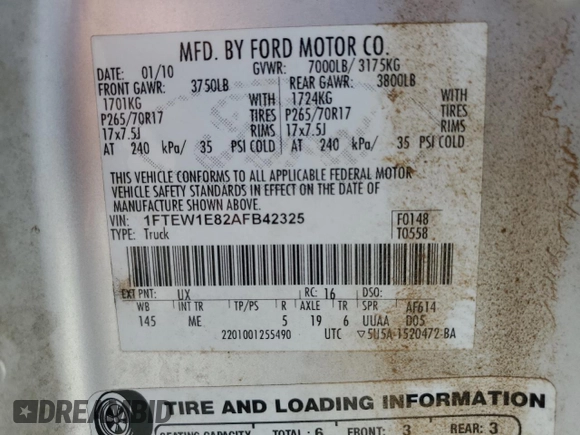 MFD. BY FORD MOTOR CO.
DATE: 01/10 GVWR: 7000LB/ 3175KG
FRONT GAWR: 3750LB REAR GAWR: 3800LB
1701KG WITH 1724KG WITH
P265/70R17 TIRES P265/70R17 TIRES
17x7.5J RIMS 17x7.5J RIMS
AT 240 kPa/ 35 PSI COLD AT 240 kPa/ 35 PSI COLD
THIS VEHICLE CONFORMS TO ALL APPLICABLE FEDERAL MOTOR
VEHICLE SAFETY STANDARDS IN EFFECT ON THE DATE OF
MANUFACTURE SHOWN ABOVE.
VIN: 1FTEW1E82AFB42325 F0148
TYPE: Truck T0558
EXT PNT: UX RC: 16 DSO:
WB INT TR TP/PS R AXLE TR SPR AF614
145 ME 5 19 6 UUAA D05
2201001255490 UTC ▽5U5A-1520472-BA
TIRE AND LOADING INFORMATION
SEATING CAPACITY TOTAL: 6 FRONT: 3 REAR: 3
DREAMBID